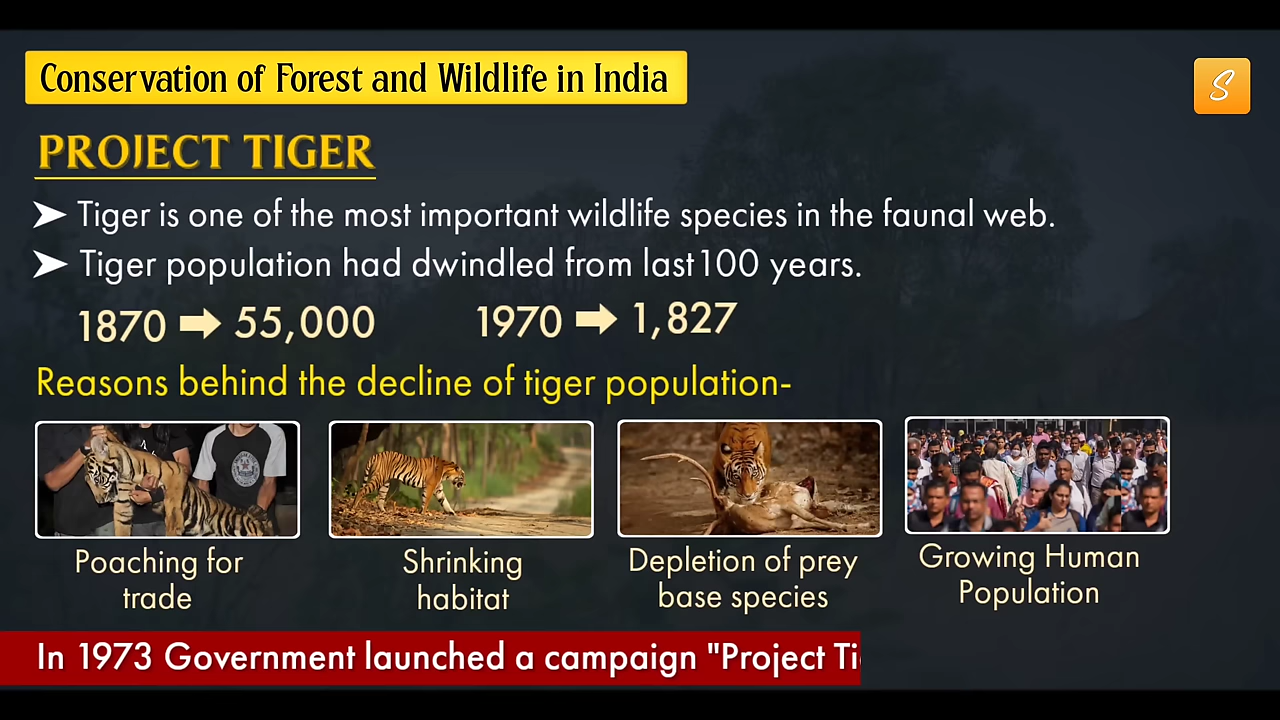 Conservation of Forest and Wildlife in India
S
PROJECT TIGER
➤ Tiger is one of the most important wildlife species in the faunal web.
➤ Tiger population had dwindled from last100 years.
1870 ➡ 55,000 1970 ➡ 1,827
Reasons behind the decline of tiger population-
Poaching for
trade
Shrinking
habitat
Depletion of prey
base species
Growing Human
Population
In 1973 Government launched a campaign "Project Ti